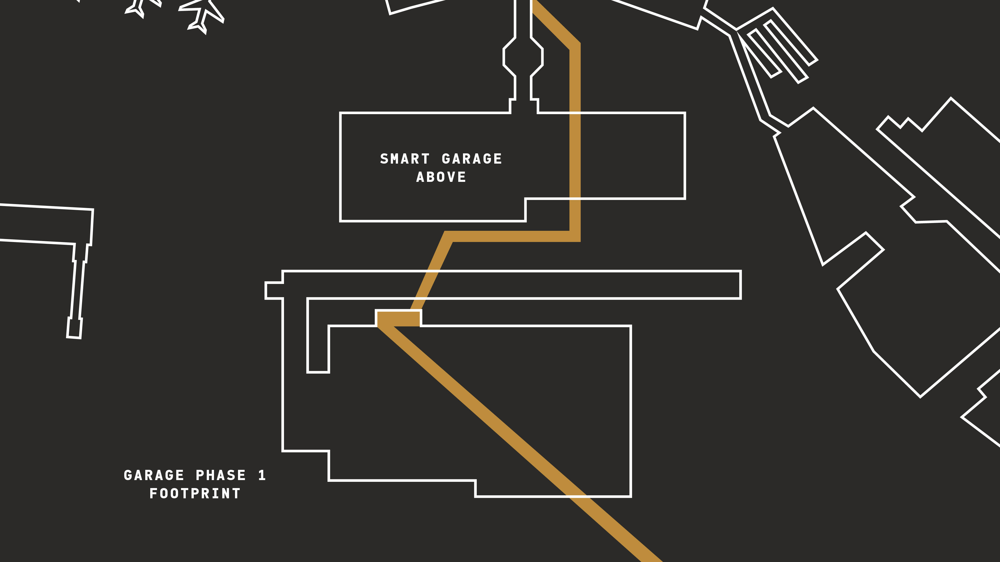 SMART GARAGE
ABOVE
GARAGE PHASE 1
FOOTPRINT